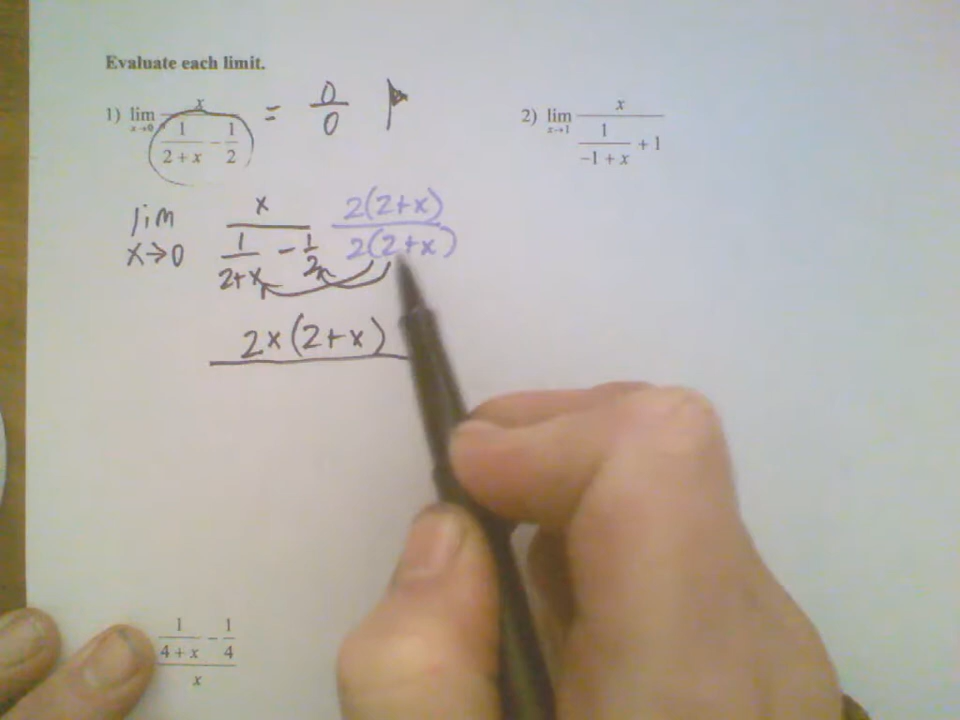 Evaluate each limit.
1) lim x→0 x / (1/(2 + x) - 1/2) = 0/0
2) lim x→1 x / (1/(-1 + x) + 1)
lim x→0 x / (1/(2+x) - 1/2) 2(2+x) / 2(2+x)
2x(2+x)
1/(4 + x) - 1/4
x